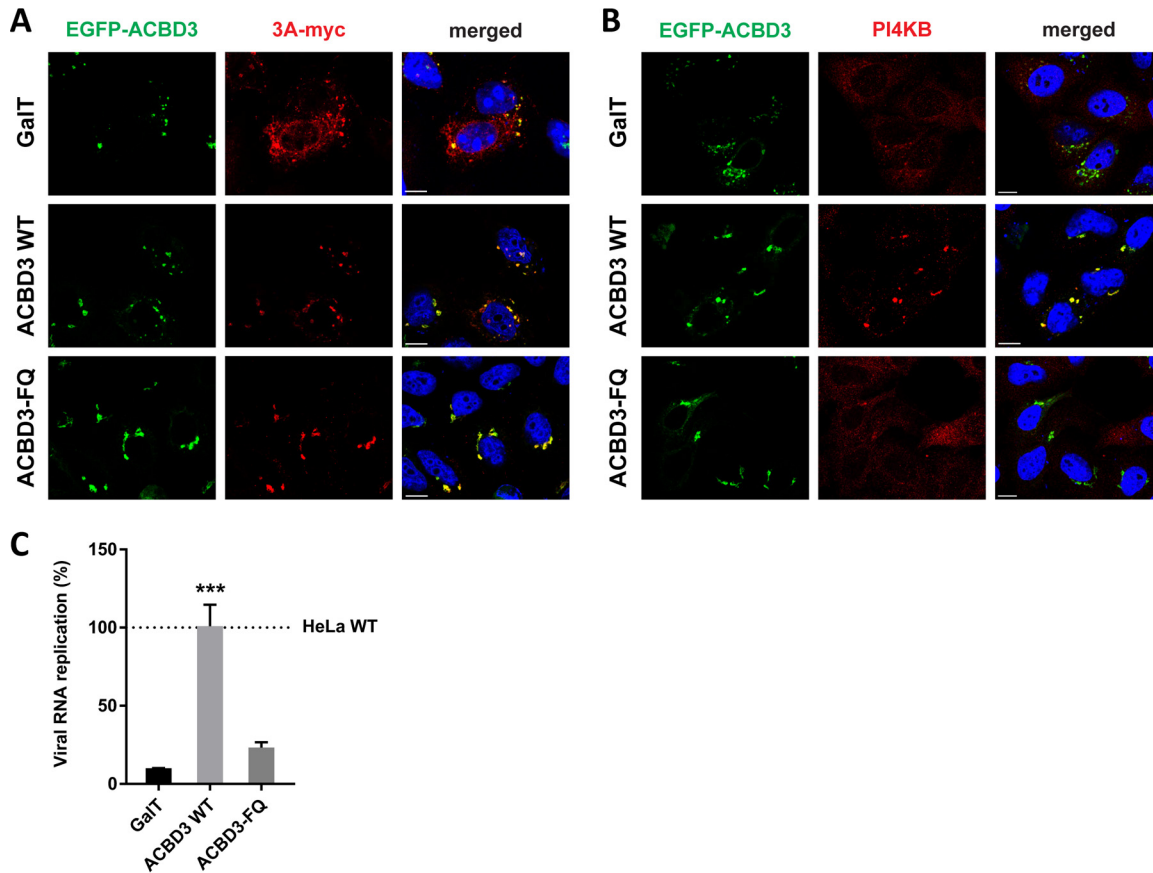 A
EGFP-ACBD3 3A-myc merged
GalT
ACBD3 WT
ACBD3-FQ
B
EGFP-ACBD3 PI4KB merged
GalT
ACBD3 WT
ACBD3-FQ
C
Viral RNA replication (%)
150
100
50
0
***
HeLa WT
GalT
ACBD3 WT
ACBD3-FQ